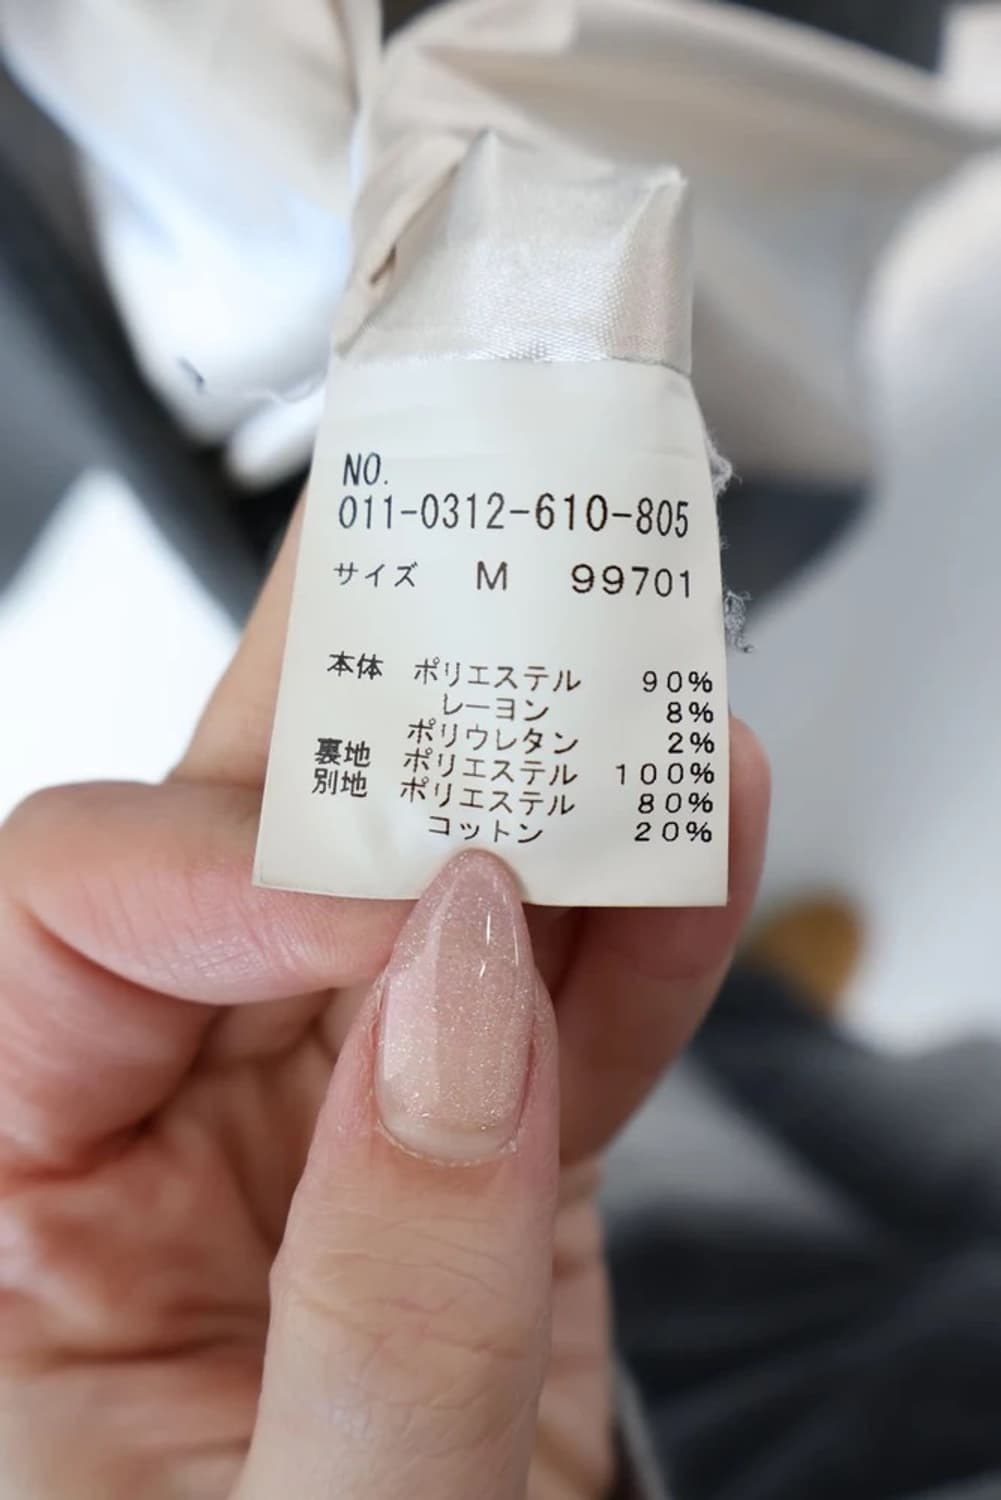 NO.
011-0312-610-805
サイズ M 99701
本体 ポリエステル 90%
レーヨン 8%
ポリウレタン 2%
裏地 ポリエステル 100%
別地 ポリエステル 80%
コットン 20%